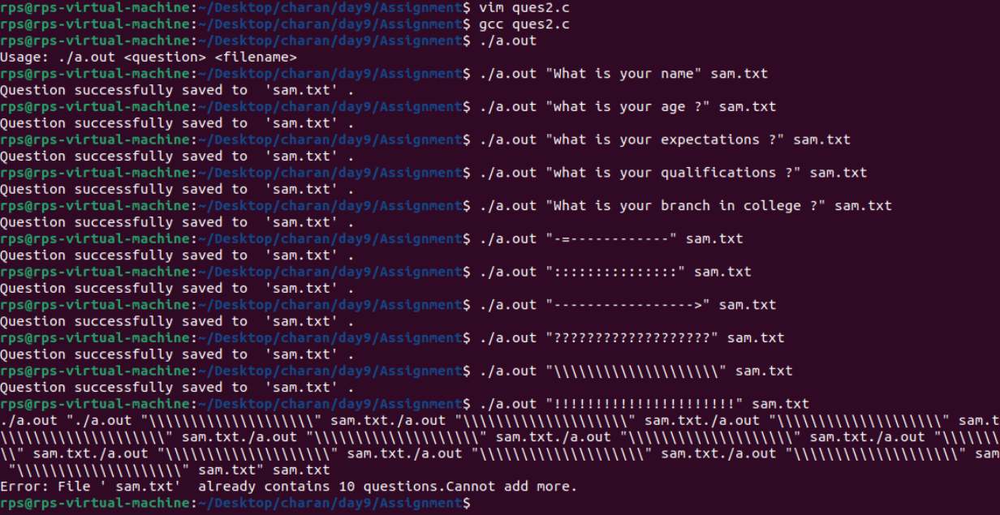 rps@rps-virtual-machine:~/Desktop/charan/day9/Assignment$ vim ques2.c
rps@rps-virtual-machine:~/Desktop/charan/day9/Assignment$ gcc ques2.c
rps@rps-virtual-machine:~/Desktop/charan/day9/Assignment$ ./a.out
Usage: ./a.out <question> <filename>
rps@rps-virtual-machine:~/Desktop/charan/day9/Assignment$ ./a.out "What is your name" sam.txt
Question successfully saved to  'sam.txt' .
rps@rps-virtual-machine:~/Desktop/charan/day9/Assignment$ ./a.out "what is your age ?" sam.txt
Question successfully saved to  'sam.txt' .
rps@rps-virtual-machine:~/Desktop/charan/day9/Assignment$ ./a.out "what is your expectations ?" sam.txt
Question successfully saved to  'sam.txt' .
rps@rps-virtual-machine:~/Desktop/charan/day9/Assignment$ ./a.out "what is your qualifications ?" sam.txt
Question successfully saved to  'sam.txt' .
rps@rps-virtual-machine:~/Desktop/charan/day9/Assignment$ ./a.out "What is your branch in college ?" sam.txt
Question successfully saved to  'sam.txt' .
rps@rps-virtual-machine:~/Desktop/charan/day9/Assignment$ ./a.out "-=------------" sam.txt
Question successfully saved to  'sam.txt' .
rps@rps-virtual-machine:~/Desktop/charan/day9/Assignment$ ./a.out ":::::::::::::::" sam.txt
Question successfully saved to  'sam.txt' .
rps@rps-virtual-machine:~/Desktop/charan/day9/Assignment$ ./a.out "----------------->" sam.txt
Question successfully saved to  'sam.txt' .
rps@rps-virtual-machine:~/Desktop/charan/day9/Assignment$ ./a.out "???????????????????" sam.txt
Question successfully saved to  'sam.txt' .
rps@rps-virtual-machine:~/Desktop/charan/day9/Assignment$ ./a.out "\\\\\\\\\\\\\\\\\\\\" sam.txt
Question successfully saved to  'sam.txt' .
rps@rps-virtual-machine:~/Desktop/charan/day9/Assignment$ ./a.out "!!!!!!!!!!!!!!!!!!!!!!" sam.txt
./a.out "./a.out "\\\\\\\\\\\\\\\\\\\\" sam.txt./a.out "\\\\\\\\\\\\\\\\\\\\" sam.txt./a.out "\\\\\\\\\\\\\\\\\\\\" sam.t
\\\\\\\\\\\\\\\\\\\\" sam.txt./a.out "\\\\\\\\\\\\\\\\\\\\" sam.txt./a.out "\\\\\\\\\\\\\\\\\\\\" sam.txt./a.out "\\\\\\\
\\" sam.txt./a.out "\\\\\\\\\\\\\\\\\\\\" sam.txt./a.out "\\\\\\\\\\\\\\\\\\\\" sam.txt./a.out "\\\\\\\\\\\\\\\\\\\\" sam
 "\\\\\\\\\\\\\\\\\\\\" sam.txt" sam.txt
Error: File ' sam.txt'  already contains 10 questions.Cannot add more.
rps@rps-virtual-machine:~/Desktop/charan/day9/Assignment$